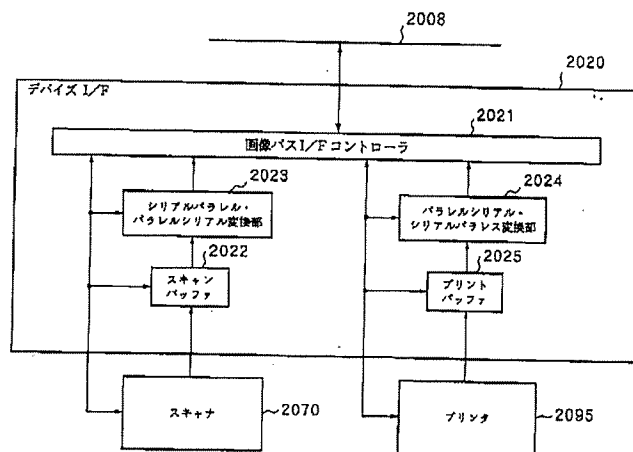 2008
2020
デバイズ I/F
2021
画像バスI/Fコントローラ
2023
シリアルパラレル・
パラレルシリアル変換部
2024
パラレルシリアル・
シリアルパラレス変換部
2022
スキャン
バッファ
2025
プリント
バッファ
スキャナ
2070
プリンタ
2095